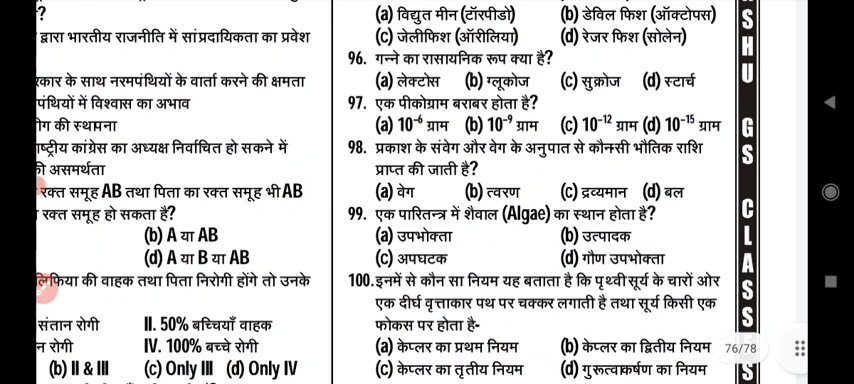 ?
द्वारा भारतीय राजनीति में सांप्रदायिकता का प्रवेश
रकार के साथ नरमपंथियों के वार्ता करने की क्षमता
पंथियों में विश्वास का अभाव
ीग की स्थापना
ाष्ट्रीय कांग्रेस का अध्यक्ष निर्वाचित हो सकने में
की असमर्थता
रक्त समूह AB तथा पिता का रक्त समूह भी AB
रक्त समूह हो सकता है?
(b) A या AB
(d) A या B या AB
लिफिया की वाहक तथा पिता निरोगी होंगे तो उनके
संतान रोगी II. 50% बच्चियाँ वाहक
न रोगी IV. 100% बच्चे रोगी
(b) II & III (c) Only III (d) Only IV
(a) विद्युत मीन (टॉरपीडो) (b) डेविल फिश (ऑक्टोपस)
(c) जेलीफिश (ऑरीलिया) (d) रेजर फिश (सोलेन)
96. गन्ने का रासायनिक रूप क्या है?
(a) लेक्टोस (b) ग्लूकोज (c) सुक्रोज (d) स्टार्च
97. एक पीकोग्राम बराबर होता है?
(a) 10⁻⁶ ग्राम (b) 10⁻⁹ ग्राम (c) 10⁻¹² ग्राम (d) 10⁻¹⁵ ग्राम
98. प्रकाश के संवेग और वेग के अनुपात से कौन-सी भौतिक राशि
प्राप्त की जाती है?
(a) वेग (b) त्वरण (c) द्रव्यमान (d) बल
99. एक पारितन्त्र में शैवाल (Algae) का स्थान होता है?
(a) उपभोक्ता (b) उत्पादक
(c) अपघटक (d) गौण उपभोक्ता
100. इनमें से कौन सा नियम यह बताता है कि पृथ्वी सूर्य के चारों ओर
एक दीर्घ वृत्ताकार पथ पर चक्कर लगाती है तथा सूर्य किसी एक
फोकस पर होता है-
(a) केप्लर का प्रथम नियम (b) केप्लर का द्वितीय नियम
(c) केप्लर का तृतीय नियम (d) गुरूत्वाकर्षण का नियम
SHU GS CLASSES
76/78